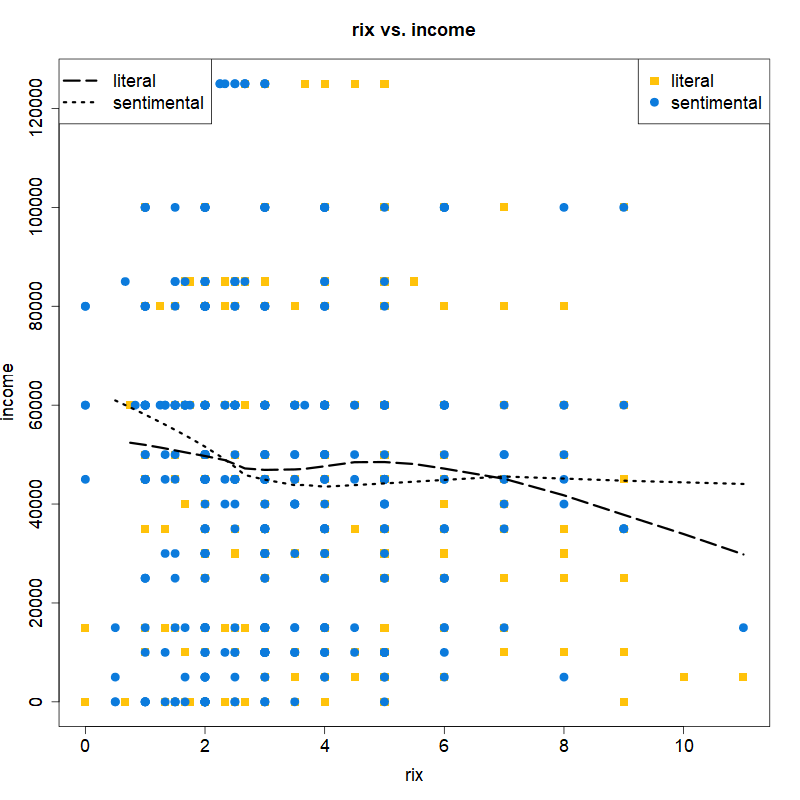 rix vs. income
literal
sentimental
literal
sentimental
income
120000
100000
80000
60000
40000
20000
0
0 2 4 6 8 10
rix